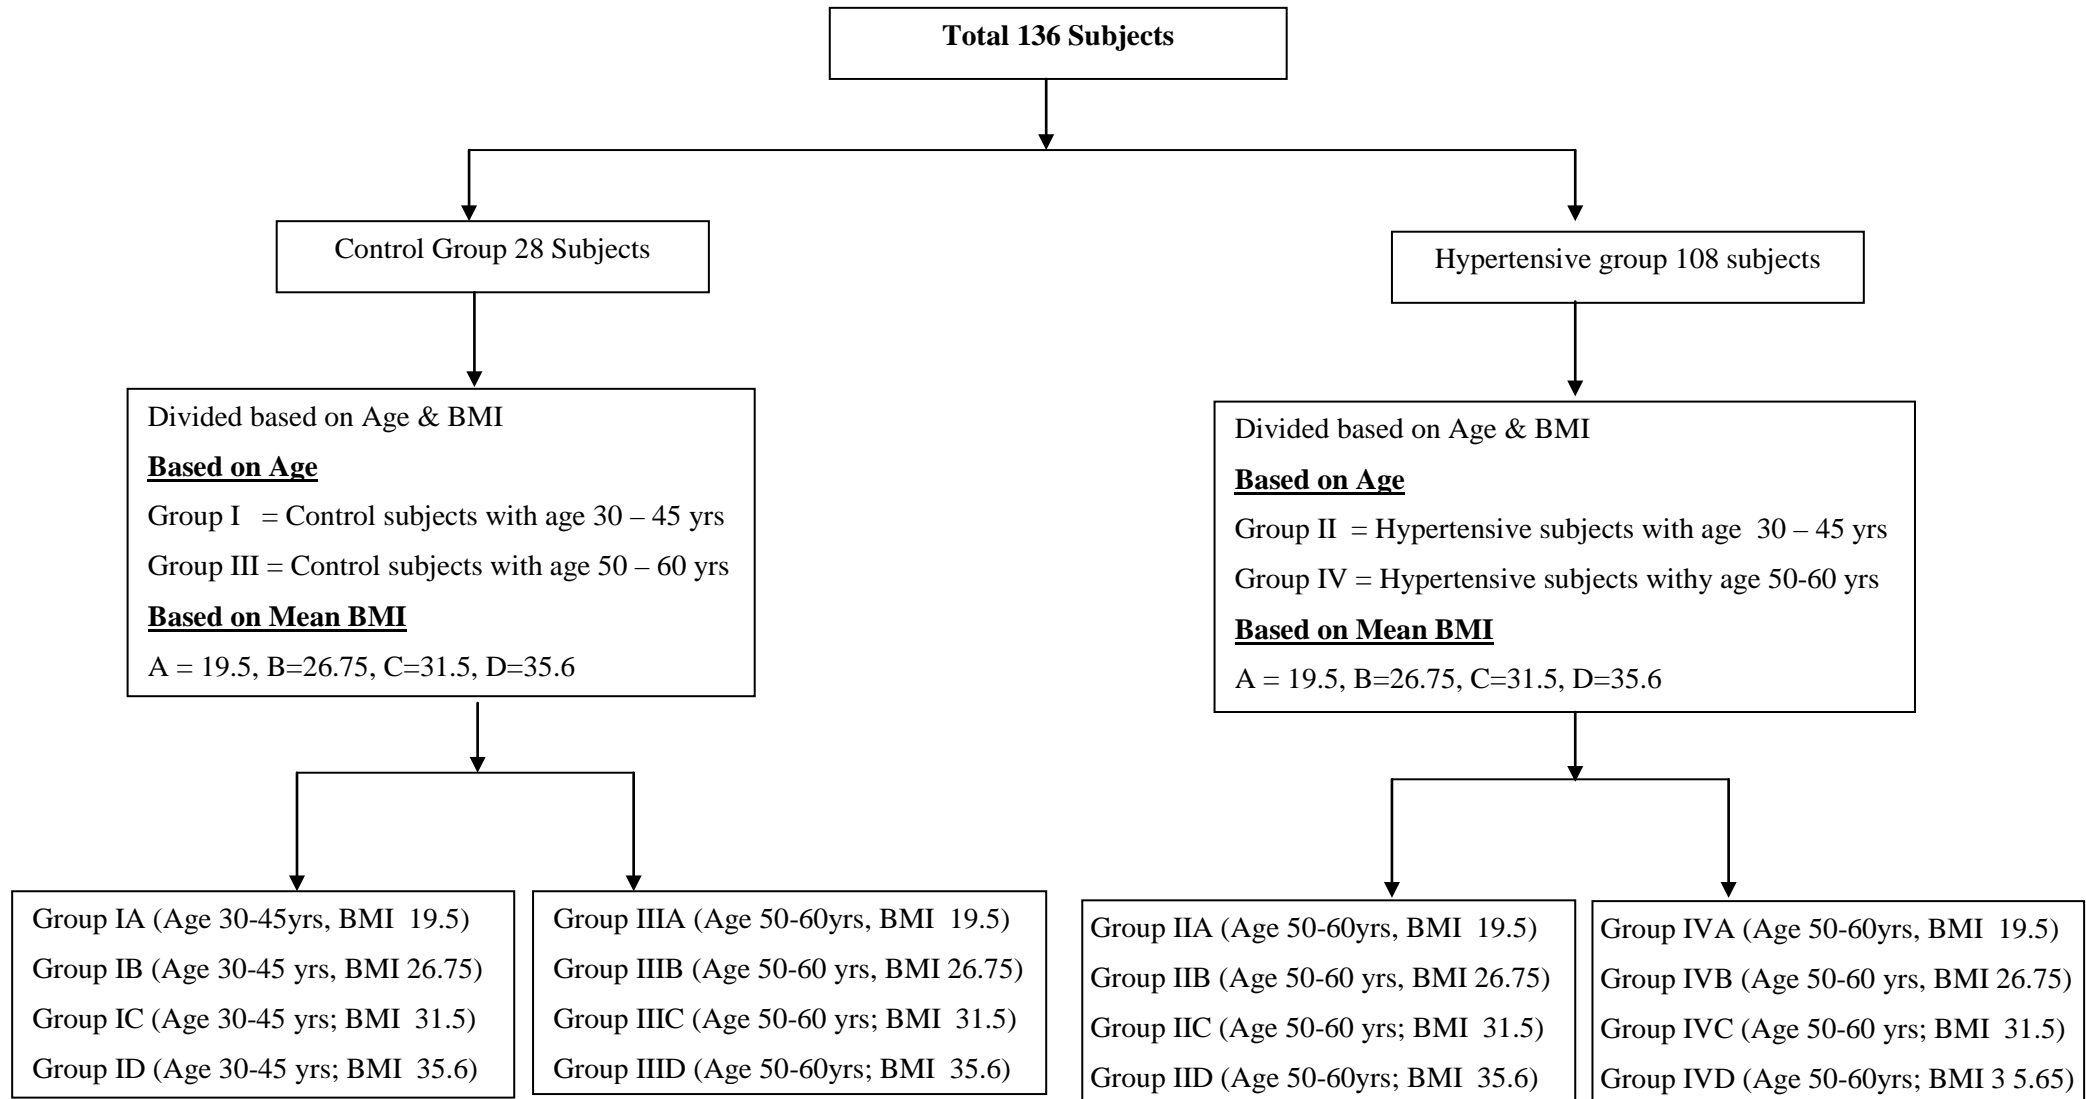 Total 136 Subjects
Control Group 28 Subjects
Hypertensive group 108 subjects
Divided based on Age & BMI
Based on Age
Group I = Control subjects with age 30 – 45 yrs
Group III = Control subjects with age 50 – 60 yrs
Based on Mean BMI
A = 19.5, B=26.75, C=31.5, D=35.6
Divided based on Age & BMI
Based on Age
Group II = Hypertensive subjects with age 30 – 45 yrs
Group IV = Hypertensive subjects withy age 50-60 yrs
Based on Mean BMI
A = 19.5, B=26.75, C=31.5, D=35.6
Group IA (Age 30-45yrs, BMI 19.5)
Group IB (Age 30-45 yrs, BMI 26.75)
Group IC (Age 30-45 yrs; BMI 31.5)
Group ID (Age 30-45 yrs; BMI 35.6)
Group IIIA (Age 50-60yrs, BMI 19.5)
Group IIIB (Age 50-60 yrs, BMI 26.75)
Group IIIC (Age 50-60 yrs; BMI 31.5)
Group IIID (Age 50-60yrs; BMI 35.6)
Group IIA (Age 50-60yrs, BMI 19.5)
Group IIB (Age 50-60 yrs, BMI 26.75)
Group IIC (Age 50-60 yrs; BMI 31.5)
Group IID (Age 50-60yrs; BMI 35.6)
Group IVA (Age 50-60yrs, BMI 19.5)
Group IVB (Age 50-60 yrs, BMI 26.75)
Group IVC (Age 50-60 yrs; BMI 31.5)
Group IVD (Age 50-60yrs; BMI 3 5.65)